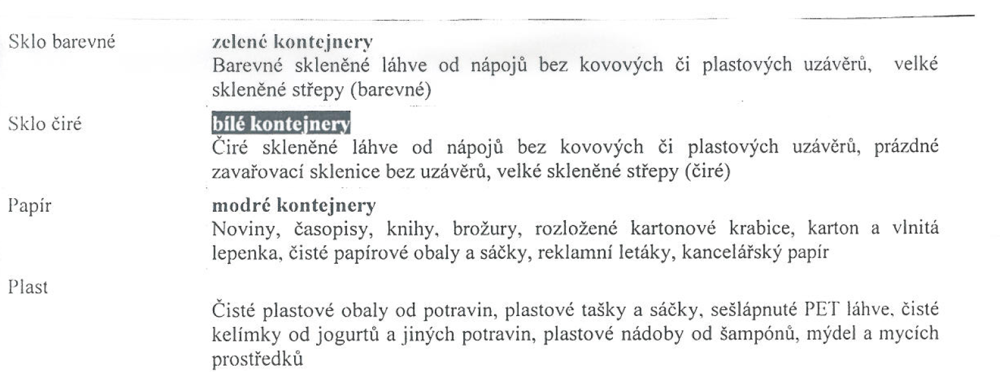 Sklo barevné
zelené kontejnery
Barevné skleněné láhve od nápojů bez kovových či plastových uzávěrů, velké
skleněné střepy (barevné)
Sklo čiré
bílé kontejnery
Čiré skleněné láhve od nápojů bez kovových či plastových uzávěrů, prázdné
zavařovací sklenice bez uzávěrů, velké skleněné střepy (čiré)
Papír
modré kontejnery
Noviny, časopisy, knihy, brožury, rozložené kartonové krabice, karton a vlnitá
lepenka, čisté papírové obaly a sáčky, reklamní letáky, kancelářský papír
Plast
Čisté plastové obaly od potravin, plastové tašky a sáčky, sešlápnuté PET láhve, čisté
kelímky od jogurtů a jiných potravin, plastové nádoby od šampónů, mýdel a mycích
prostředků